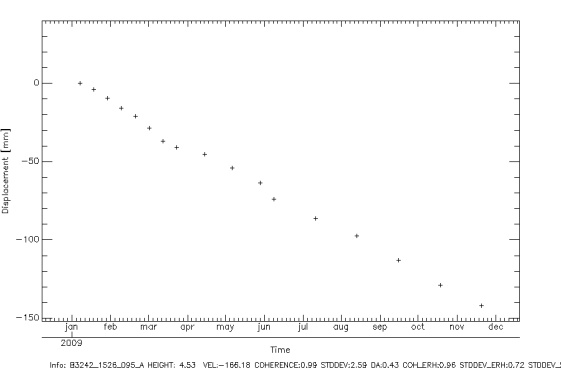 0
−50
−100
−150
Displacement [mm]
jan feb mar apr may jun jul aug sep oct nov dec
2009
Time
Info: B3242_1526_095_A HEIGHT: 4.53 VEL:−166.18 COHERENCE:0.99 STDDEV:2.59 DA:0.43 COH_ERH:0.96 STDDEV_ERH:0.72